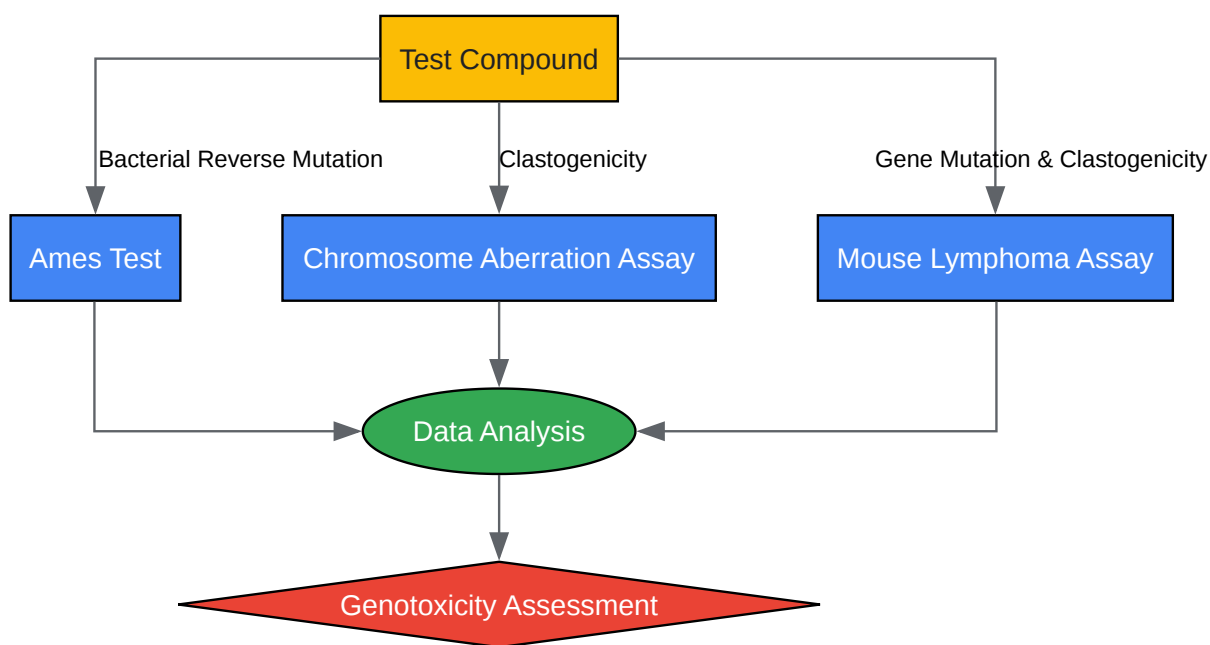 Test Compound
Bacterial Reverse Mutation
Clastogenicity
Gene Mutation & Clastogenicity
Ames Test
Chromosome Aberration Assay
Mouse Lymphoma Assay
Data Analysis
Genotoxicity Assessment